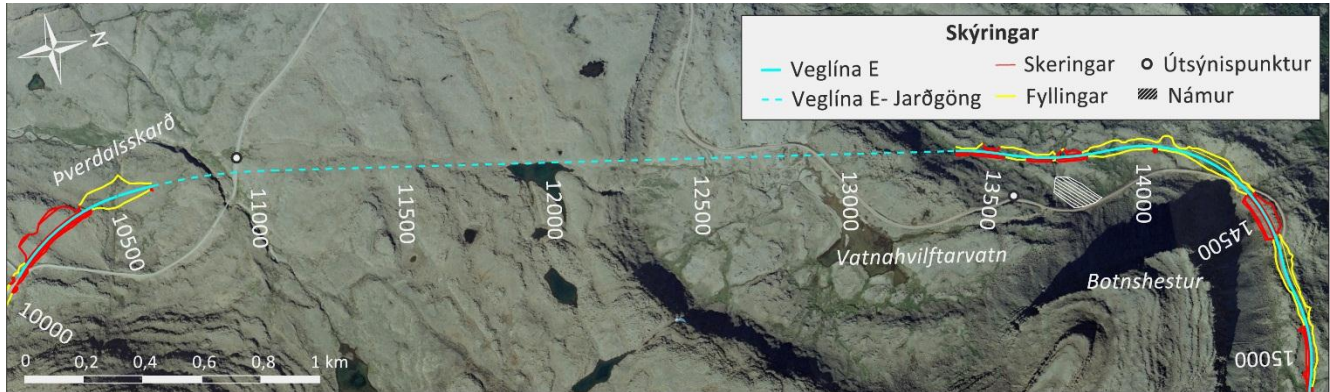 N
Skýringar
Veglína E
Skeringar
Útsýnispunktur
Veglína E- Jarðgöng
Fyllingar
Námur
Þverdalsskarð
10000
10500
11000
11500
12000
12500
13000
13500
14000
14500
15000
Vatnahvilftarvatn
Botnshestur
0 0,2 0,4 0,6 0,8 1 km